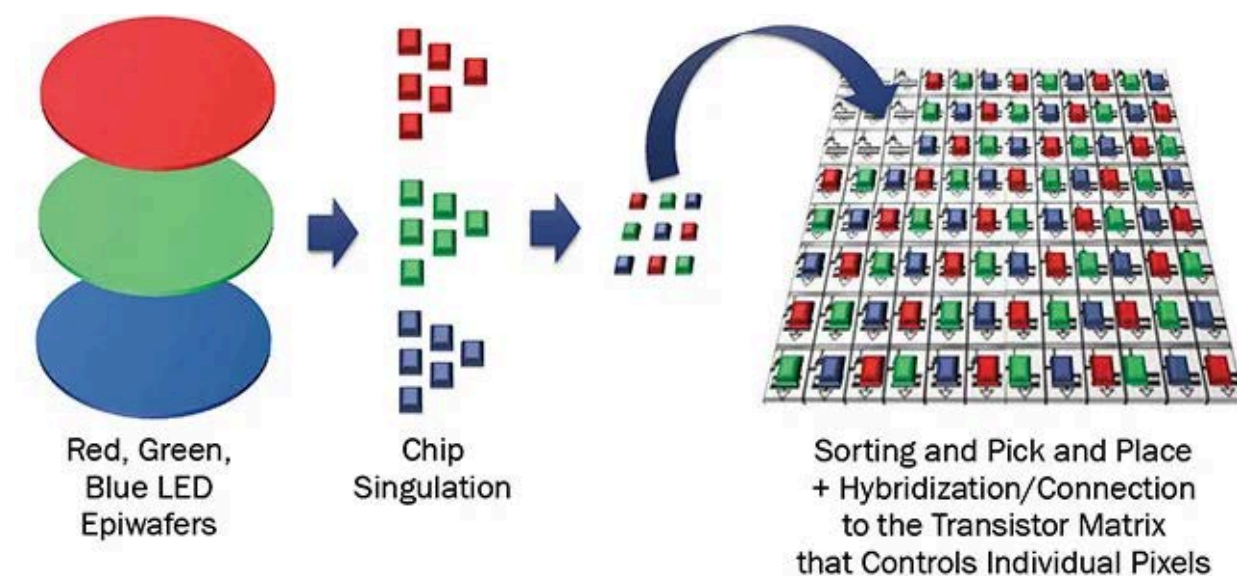 Red, Green,
Blue LED
Epiwafers
Chip
Singulation
Sorting and Pick and Place
+ Hybridization/Connection
to the Transistor Matrix
that Controls Individual Pixels